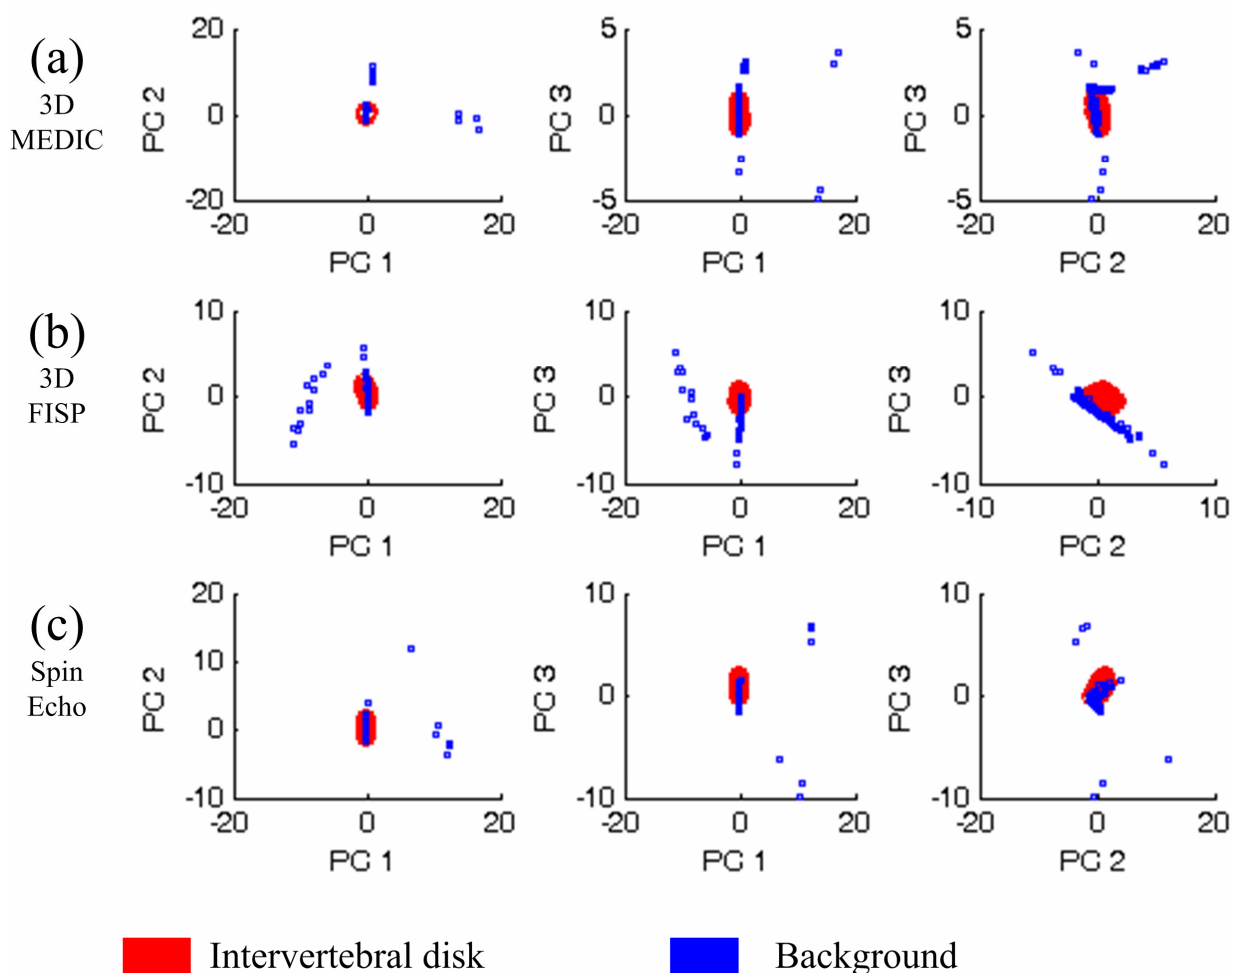 (a)
3D
MEDIC
20
0
-20
PC 2
-20 0 20
PC 1
5
0
-5
PC 3
-20 0 20
PC 1
5
0
-5
PC 3
-20 0 20
PC 2
(b)
3D
FISP
10
0
-10
PC 2
-20 0 20
PC 1
10
0
-10
PC 3
-20 0 20
PC 1
10
0
-10
PC 3
-10 0 10
PC 2
(c)
Spin
Echo
20
10
0
-10
PC 2
-20 0 20
PC 1
10
0
-10
PC 3
-20 0 20
PC 1
10
0
-10
PC 3
-20 0 20
PC 2
Intervertebral disk
Background